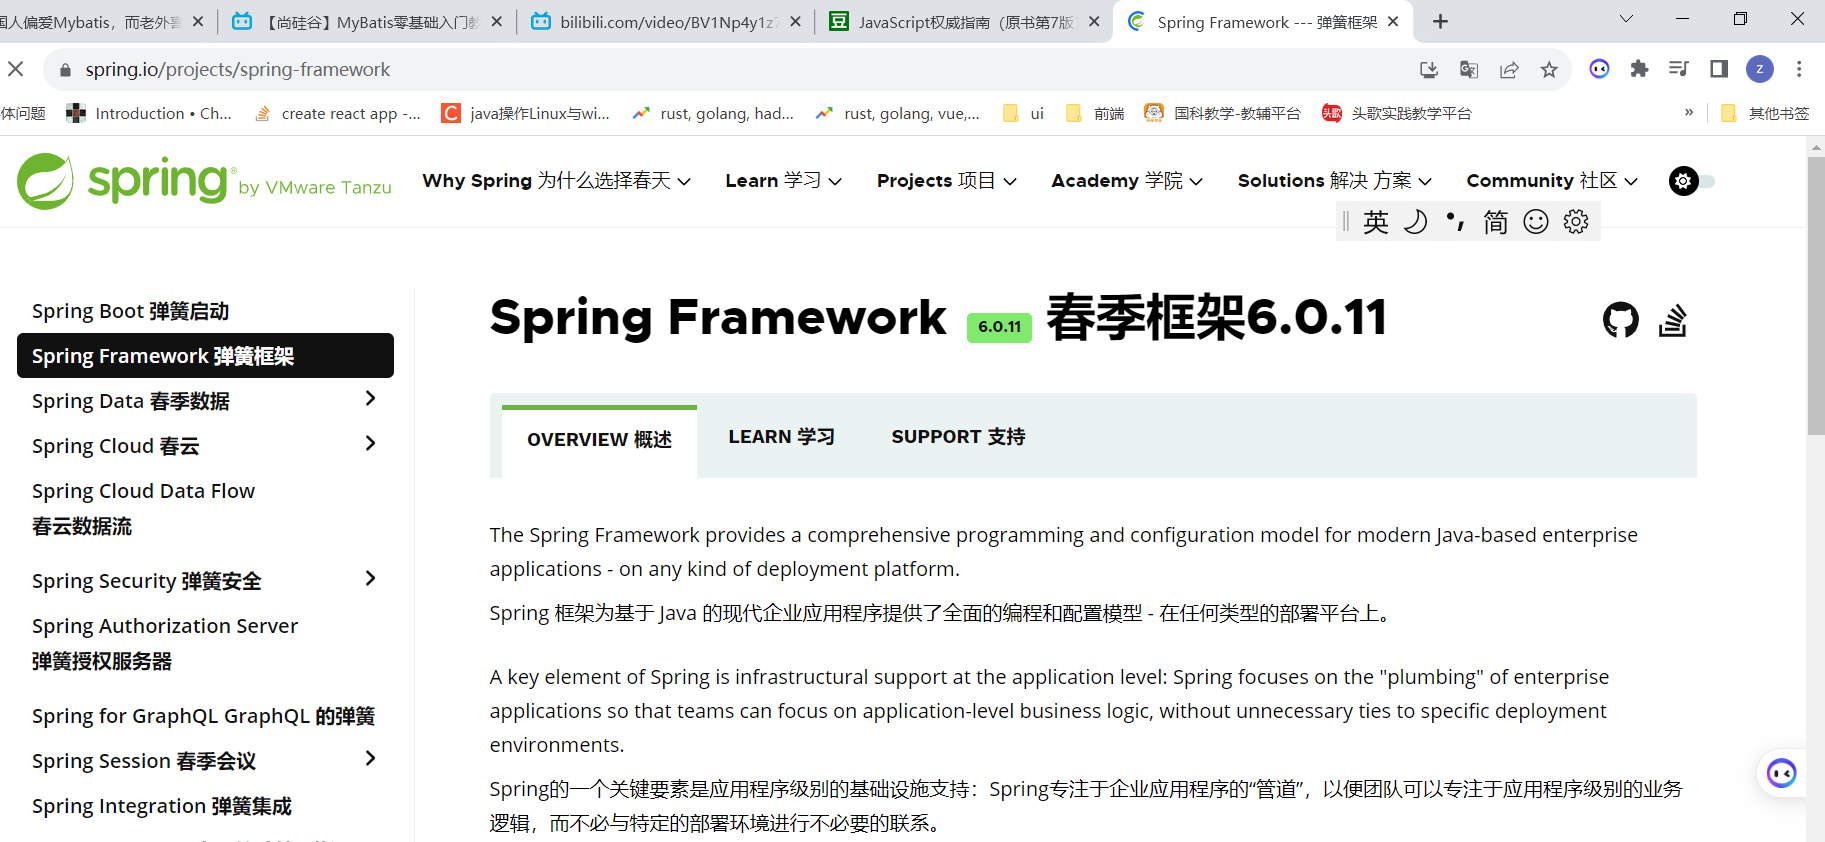 国人偏爱Mybatis，而老外喜
【尚硅谷】MyBatis零基础入门教
bilibili.com/video/BV1Np4y1z7
JavaScript权威指南（原书第7版）
Spring Framework --- 弹簧框架
spring.io/projects/spring-framework
z
体问题
Introduction • Ch...
create react app -...
java操作Linux与wi...
rust, golang, had...
rust, golang, vue,...
ui
前端
国科教学-教辅平台
头歌
头歌实践教学平台
»
其他书签
spring® by VMware Tanzu
Why Spring 为什么选择春天
Learn 学习
Projects 项目
Academy 学院
Solutions 解决 方案
Community 社区
英 简
Spring Boot 弹簧启动
Spring Framework 弹簧框架
Spring Data 春季数据
Spring Cloud 春云
Spring Cloud Data Flow
春云数据流
Spring Security 弹簧安全
Spring Authorization Server
弹簧授权服务器
Spring for GraphQL GraphQL 的弹簧
Spring Session 春季会议
Spring Integration 弹簧集成
Spring Framework 6.0.11 春季框架6.0.11
OVERVIEW 概述
LEARN 学习
SUPPORT 支持
The Spring Framework provides a comprehensive programming and configuration model for modern Java-based enterprise
applications - on any kind of deployment platform.
Spring 框架为基于 Java 的现代企业应用程序提供了全面的编程和配置模型 - 在任何类型的部署平台上。
A key element of Spring is infrastructural support at the application level: Spring focuses on the "plumbing" of enterprise
applications so that teams can focus on application-level business logic, without unnecessary ties to specific deployment
environments.
Spring的一个关键要素是应用程序级别的基础设施支持：Spring专注于企业应用程序的“管道”，以便团队可以专注于应用程序级别的业务
逻辑，而不必与特定的部署环境进行不必要的联系。